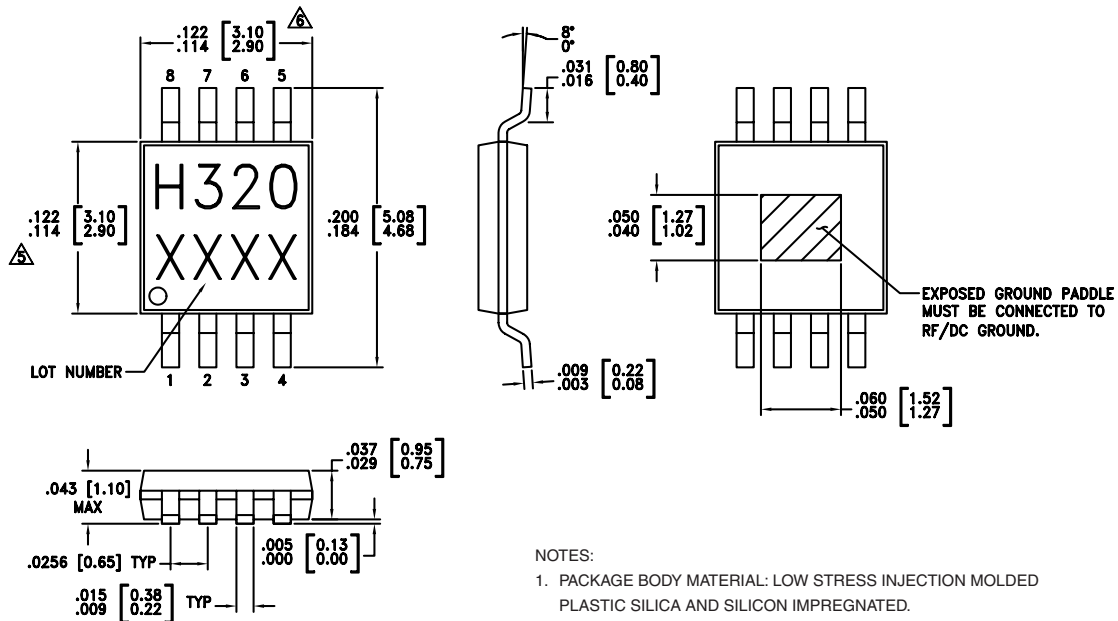 .122 [3.10]
.114 [2.90]
6
8 7 6 5
H320
XXXX
.122 [3.10]
.114 [2.90]
5
.200 [5.08]
.184 [4.68]
LOT NUMBER
1 2 3 4
8°
0°
.031 [0.80]
.016 [0.40]
.009 [0.22]
.003 [0.08]
.050 [1.27]
.040 [1.02]
EXPOSED GROUND PADDLE
MUST BE CONNECTED TO
RF/DC GROUND.
.060 [1.52]
.050 [1.27]
.037 [0.95]
.029 [0.75]
.043 [1.10]
MAX
.0256 [0.65] TYP
.005 [0.13]
.000 [0.00]
.015 [0.38] TYP
.009 [0.22]
NOTES:
1. PACKAGE BODY MATERIAL: LOW STRESS INJECTION MOLDED
PLASTIC SILICA AND SILICON IMPREGNATED.